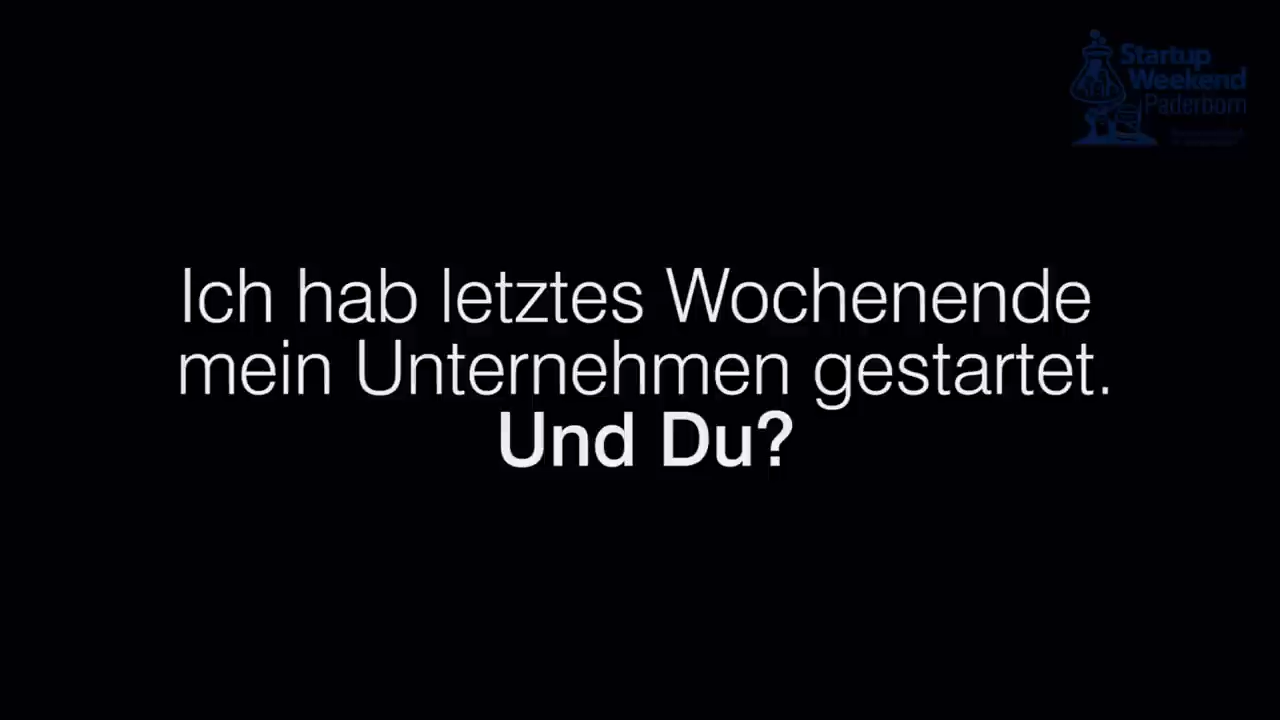 Startup
Weekend
Paderborn
Ich hab letztes Wochenende
mein Unternehmen gestartet.
Und Du?